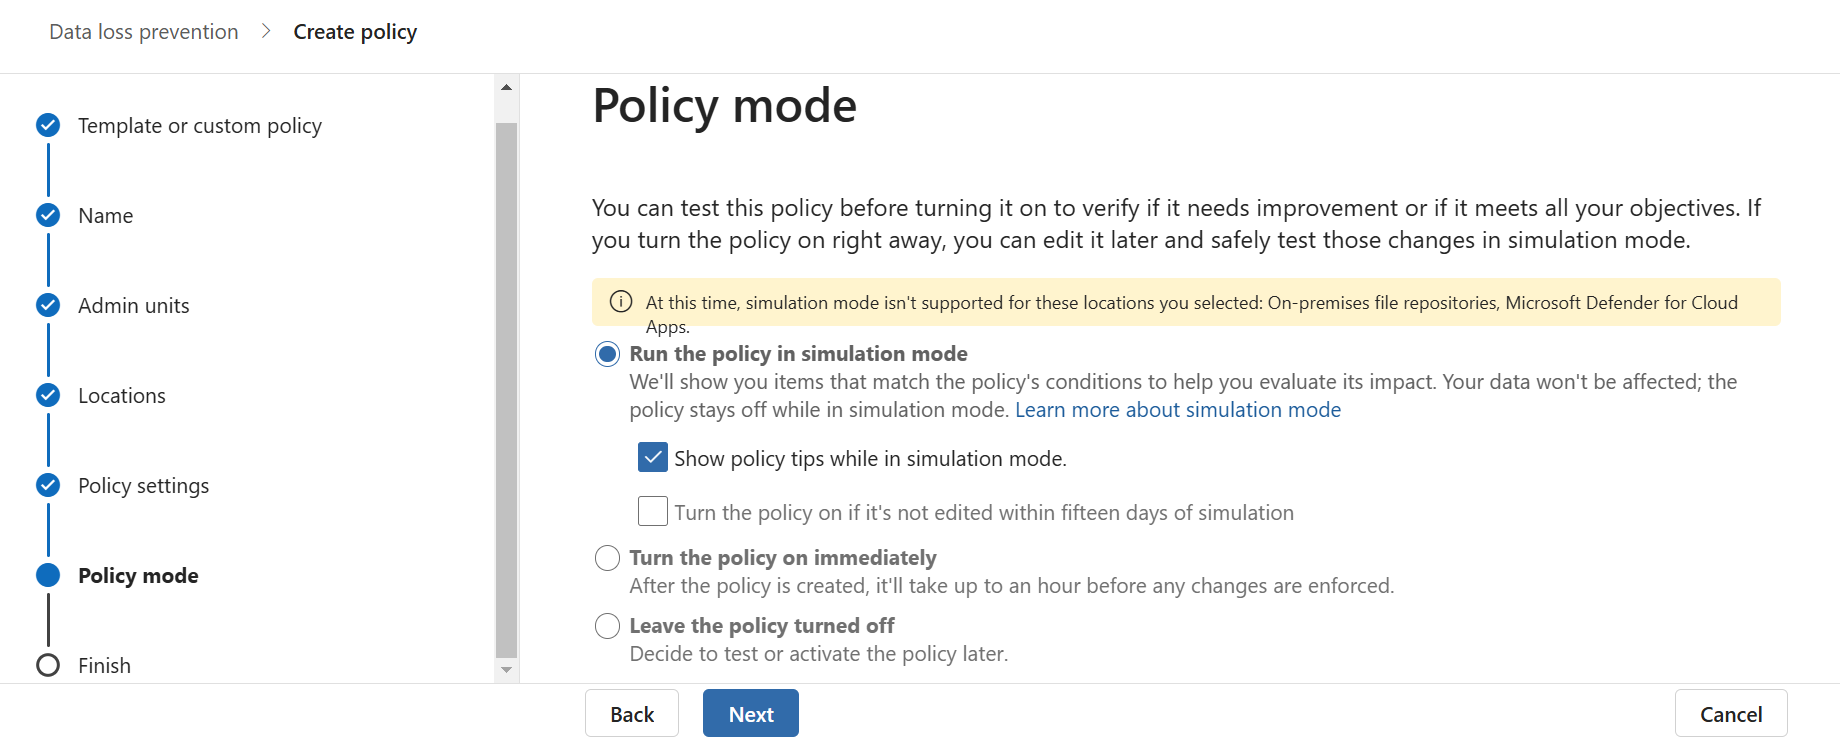 Data loss prevention > Create policy
Template or custom policy
Name
Admin units
Locations
Policy settings
Policy mode
Finish
Policy mode
You can test this policy before turning it on to verify if it needs improvement or if it meets all your objectives. If
you turn the policy on right away, you can edit it later and safely test those changes in simulation mode.
At this time, simulation mode isn't supported for these locations you selected: On-premises file repositories, Microsoft Defender for Cloud
Apps.
Run the policy in simulation mode
We'll show you items that match the policy's conditions to help you evaluate its impact. Your data won't be affected; the
policy stays off while in simulation mode. Learn more about simulation mode
Show policy tips while in simulation mode.
Turn the policy on if it's not edited within fifteen days of simulation
Turn the policy on immediately
After the policy is created, it'll take up to an hour before any changes are enforced.
Leave the policy turned off
Decide to test or activate the policy later.
Back Next Cancel